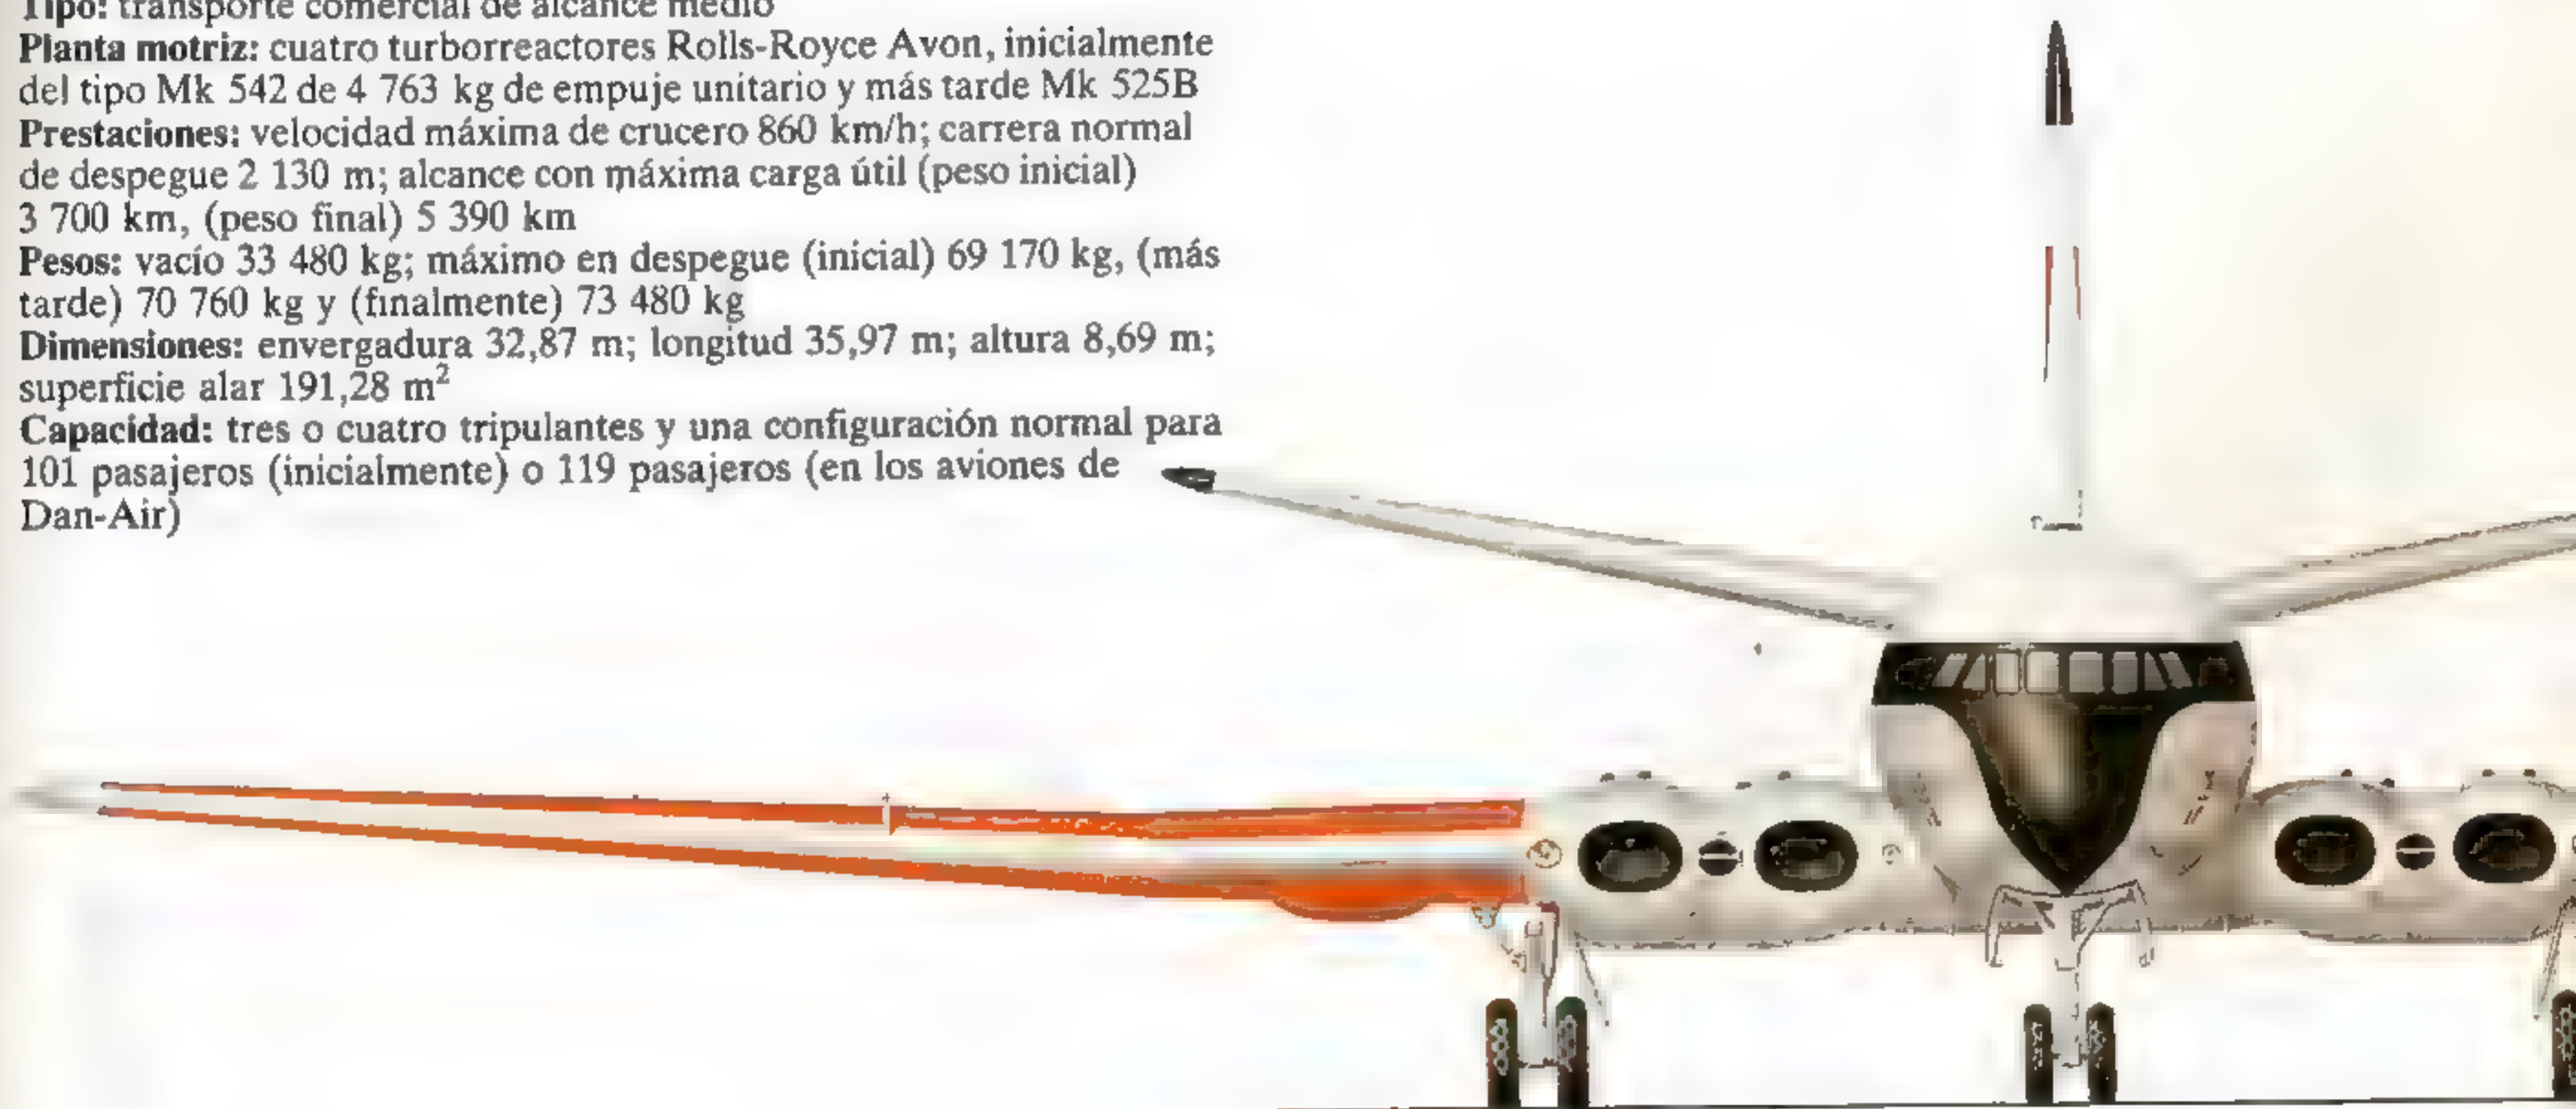 Tipo: transporte comercial de alcance medio
Planta motriz: cuatro turborreactores Rolls-Royce Avon, inicialmente
del tipo Mk 542 de 4 763 kg de empuje unitario y más tarde Mk 525B
Prestaciones: velocidad máxima de crucero 860 km/h; carrera normal
de despegue 2 130 m; alcance con máxima carga útil (peso inicial)
3 700 km, (peso final) 5 390 km
Pesos: vacío 33 480 kg; máximo en despegue (inicial) 69 170 kg, (más
tarde) 70 760 kg y (finalmente) 73 480 kg
Dimensiones: envergadura 32,87 m; longitud 35,97 m; altura 8,69 m;
superficie alar 191,28 m²
Capacidad: tres o cuatro tripulantes y una configuración normal para
101 pasajeros (inicialmente) o 119 pasajeros (en los aviones de
Dan-Air)